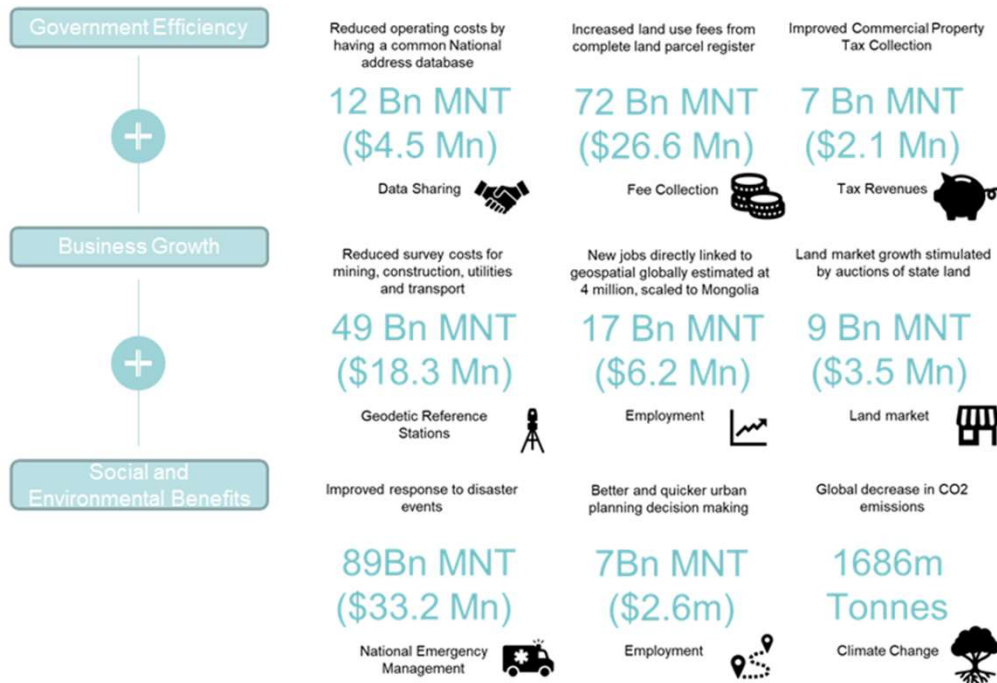 Government Efficiency
Reduced operating costs by
having a common National
address database
12 Bn MNT
($4.5 Mn)
Data Sharing
Increased land use fees from
complete land parcel register
72 Bn MNT
($26.6 Mn)
Fee Collection
Improved Commercial Property
Tax Collection
7 Bn MNT
($2.1 Mn)
Tax Revenues
Business Growth
Reduced survey costs for
mining, construction, utilities
and transport
49 Bn MNT
($18.3 Mn)
Geodetic Reference
Stations
New jobs directly linked to
geospatial globally estimated at
4 million, scaled to Mongolia
17 Bn MNT
($6.2 Mn)
Employment
Land market growth stimulated
by auctions of state land
9 Bn MNT
($3.5 Mn)
Land market
Social and
Environmental Benefits
Improved response to disaster
events
89Bn MNT
($33.2 Mn)
National Emergency
Management
Better and quicker urban
planning decision making
7Bn MNT
($2.6m)
Employment
Global decrease in CO2
emissions
1686m
Tonnes
Climate Change